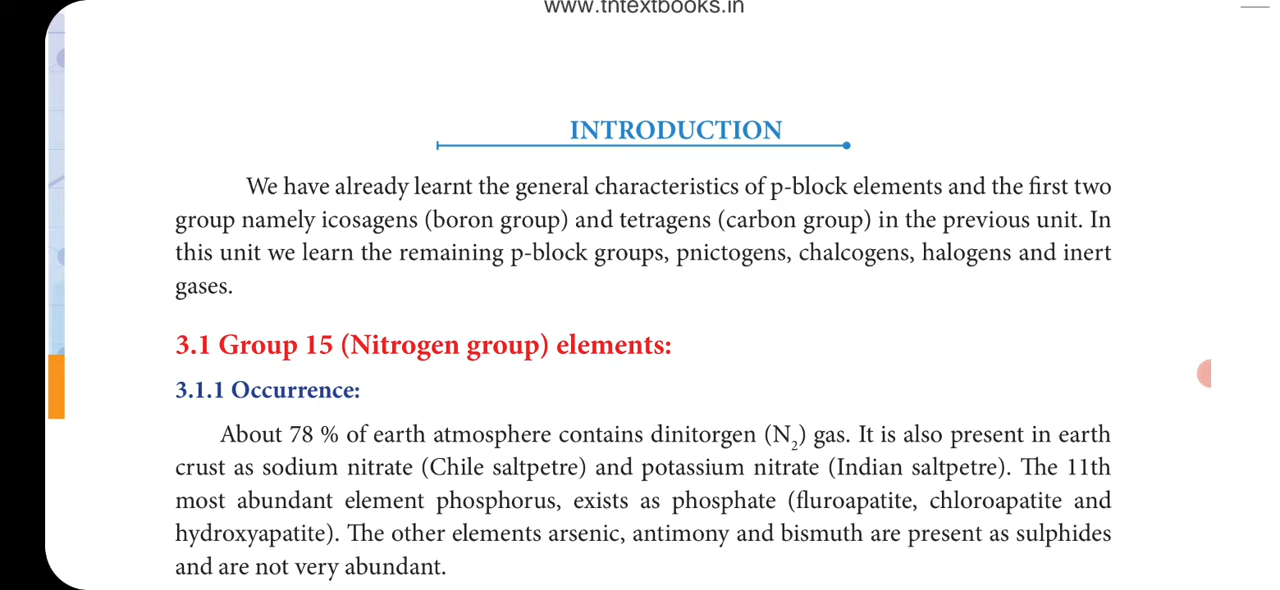 www.tntextbooks.in
INTRODUCTION
We have already learnt the general characteristics of p-block elements and the first two
group namely icosagens (boron group) and tetragens (carbon group) in the previous unit. In
this unit we learn the remaining p-block groups, pnictogens, chalcogens, halogens and inert
gases.
3.1 Group 15 (Nitrogen group) elements:
3.1.1 Occurrence:
About 78 % of earth atmosphere contains dinitorgen (N₂) gas. It is also present in earth
crust as sodium nitrate (Chile saltpetre) and potassium nitrate (Indian saltpetre). The 11th
most abundant element phosphorus, exists as phosphate (fluroapatite, chloroapatite and
hydroxyapatite). The other elements arsenic, antimony and bismuth are present as sulphides
and are not very abundant.